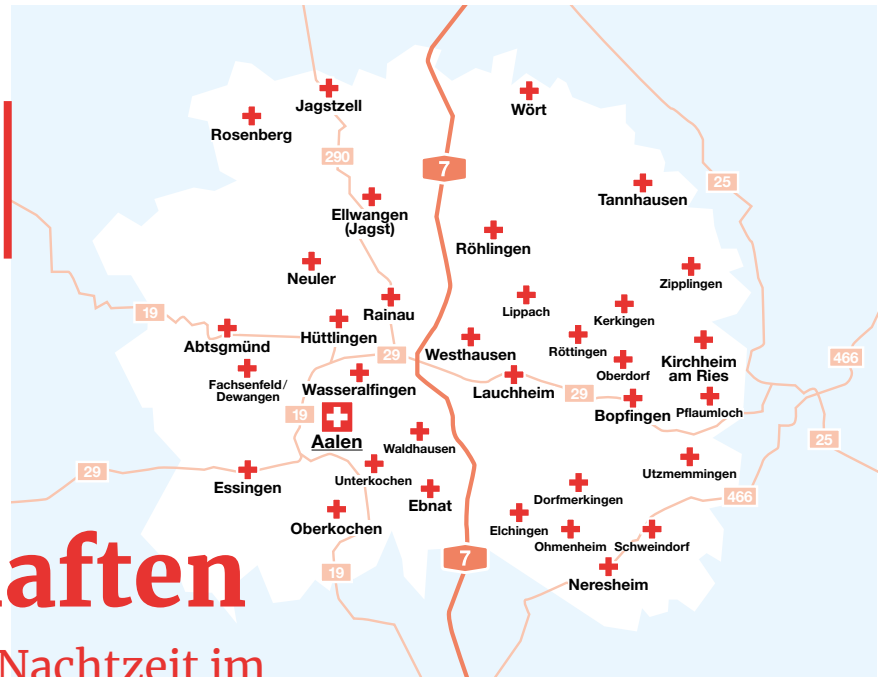 Jagstzell
Wört
Rosenberg
290
7
25
Tannhausen
Ellwangen
(Jagst)
Röhlingen
Neuler
Zipplingen
Rainau
Lippach
19
Kerkingen
Hüttlingen
Abtsgmünd
Westhausen
Röttingen
29
466
Kirchheim
am Ries
Oberdorf
Fachsenfeld/
Dewangen
Wasseralfingen
Lauchheim
29
Bopfingen
Pflaumloch
19
Aalen
25
Waldhausen
29
Unterkochen
Utzmemmingen
Essingen
Ebnat
Dorfmerkingen
466
Oberkochen
Elchingen
Ohmenheim
Schweindorf
7
19
Neresheim
aften
Nachtzeit im